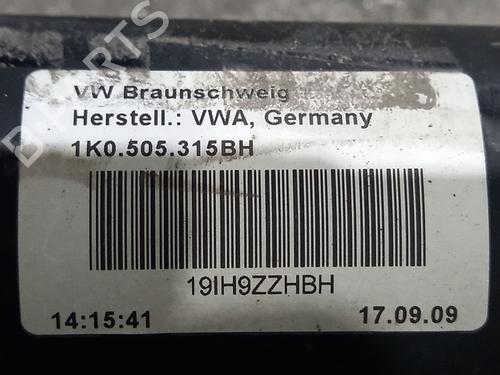 VW Braunschweig
Herstell.: VWA, Germany
1K0.505.315BH
19IH9ZZHBH
14:15:41 17.09.09